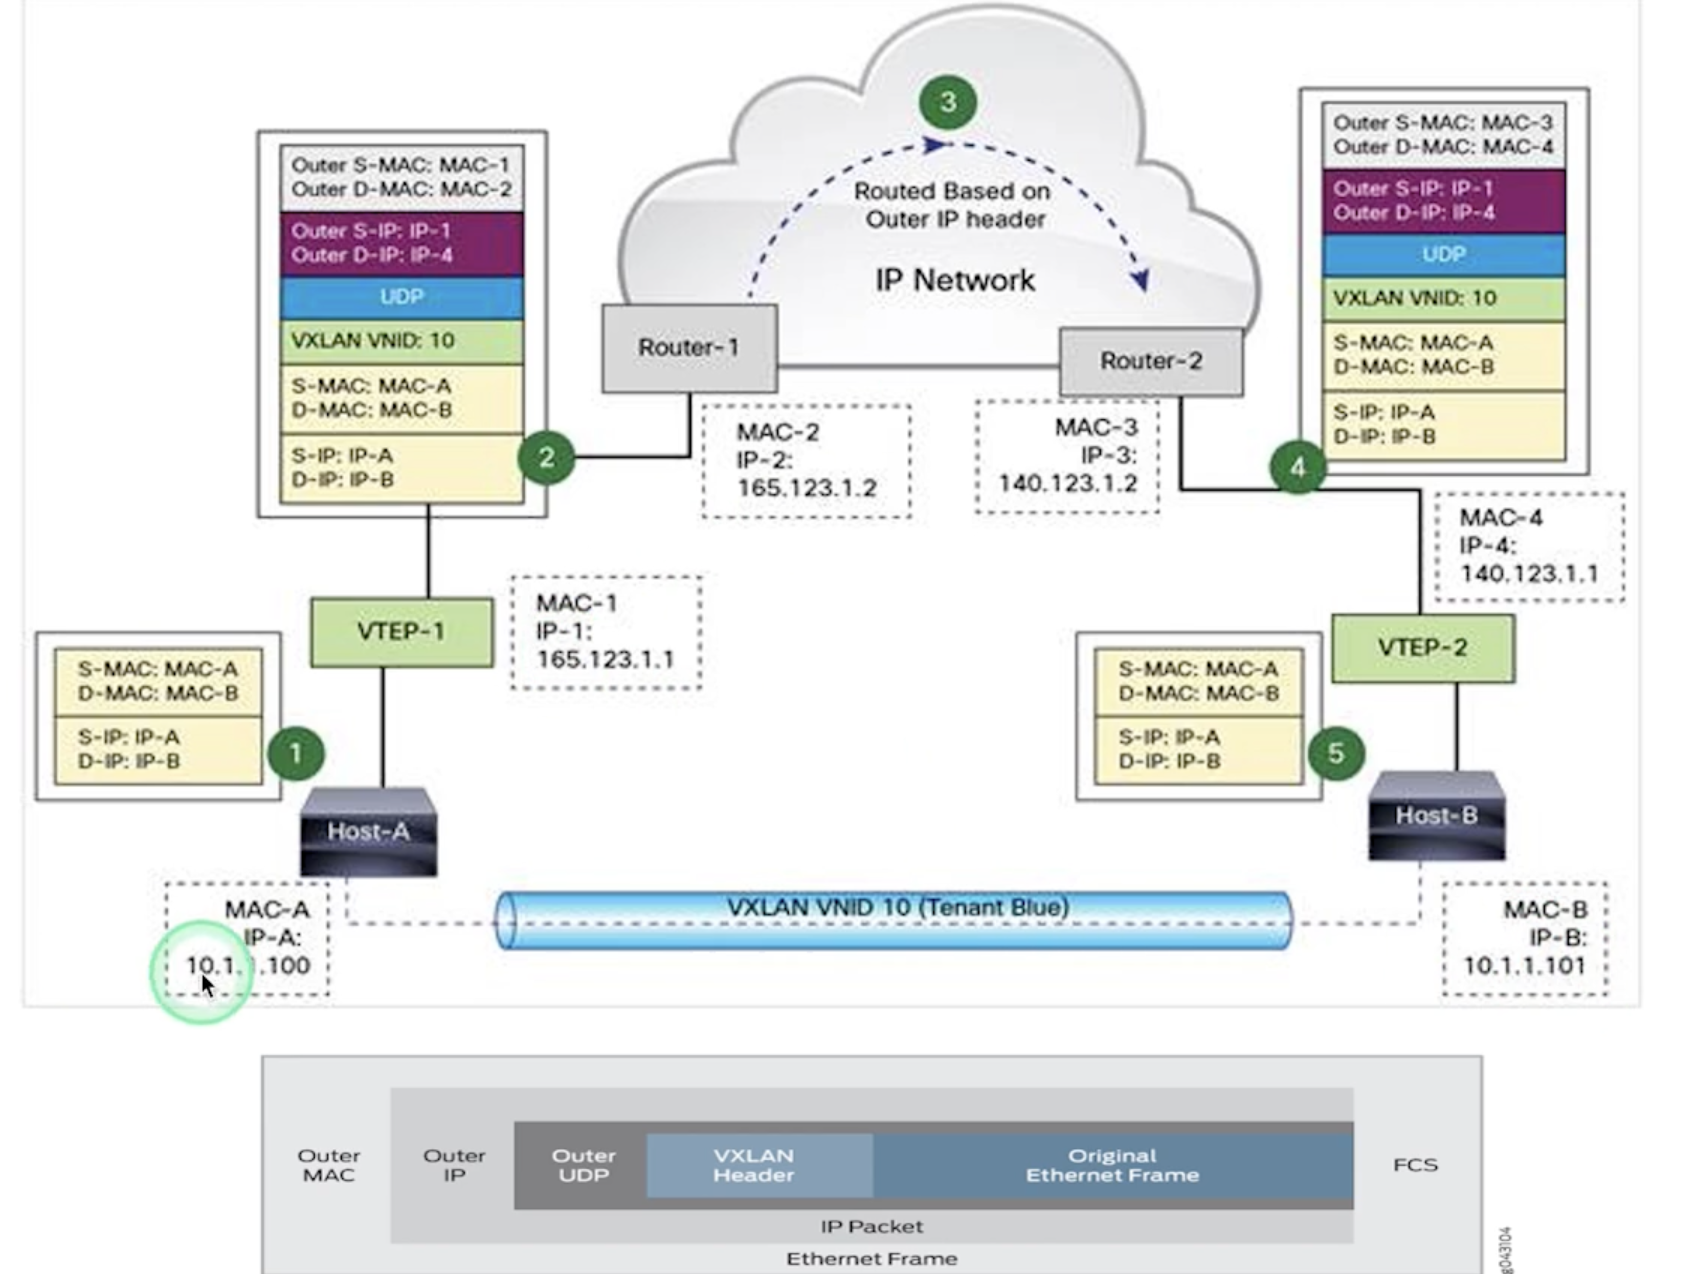 3
Routed Based on
Outer IP header
IP Network
Outer S-MAC: MAC-1
Outer D-MAC: MAC-2
Outer S-IP: IP-1
Outer D-IP: IP-4
UDP
VXLAN VNID: 10
S-MAC: MAC-A
D-MAC: MAC-B
S-IP: IP-A
D-IP: IP-B
2
Router-1
Router-2
Outer S-MAC: MAC-3
Outer D-MAC: MAC-4
Outer S-IP: IP-1
Outer D-IP: IP-4
UDP
VXLAN VNID: 10
S-MAC: MAC-A
D-MAC: MAC-B
S-IP: IP-A
D-IP: IP-B
4
MAC-2
IP-2:
165.123.1.2
MAC-3
IP-3:
140.123.1.2
MAC-4
IP-4:
140.123.1.1
VTEP-1
MAC-1
IP-1:
165.123.1.1
VTEP-2
S-MAC: MAC-A
D-MAC: MAC-B
S-IP: IP-A
D-IP: IP-B
1
S-MAC: MAC-A
D-MAC: MAC-B
S-IP: IP-A
D-IP: IP-B
5
Host-A
Host-B
MAC-A
IP-A:
10.1.1.100
VXLAN VNID 10 (Tenant Blue)
MAC-B
IP-B:
10.1.1.101
Outer
MAC
Outer
IP
Outer
UDP
VXLAN
Header
Original
Ethernet Frame
FCS
IP Packet
Ethernet Frame
g043104